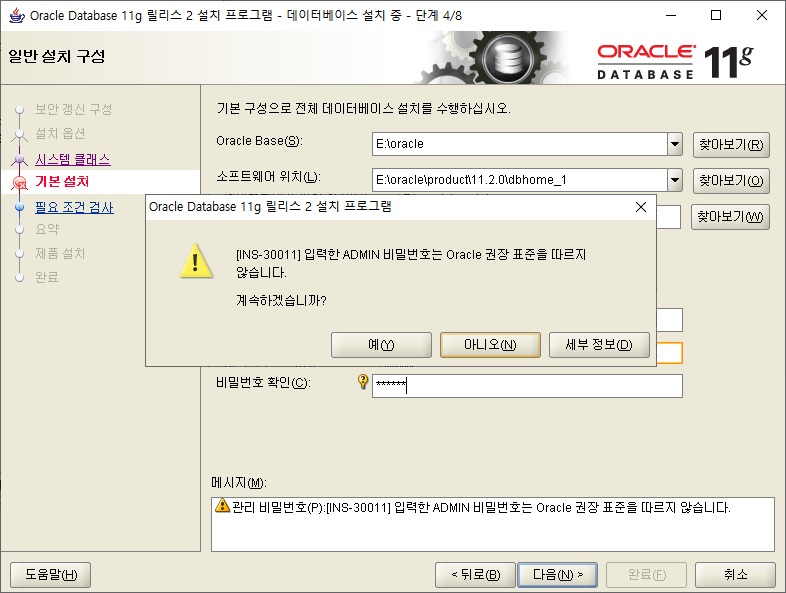 Oracle Database 11g 릴리스 2 설치 프로그램 - 데이터베이스 설치 중 - 단계 4/8
일반 설치 구성
ORACLE
DATABASE 11g
보안 갱신 구성
설치 옵션
시스템 클래스
기본 설치
필요 조건 검사
요약
제품 설치
완료
기본 구성으로 전체 데이터베이스 설치를 수행하십시오.
Oracle Base(S): E:\oracle 찾아보기(R)
소프트웨어 위치(L): E:\oracle\product\11.2.0\dbhome_1 찾아보기(O)
찾아보기(W)
Oracle Database 11g 릴리스 2 설치 프로그램
[INS-30011] 입력한 ADMIN 비밀번호는 Oracle 권장 표준을 따르지
않습니다.
계속하겠습니까?
예(Y) 아니오(N) 세부 정보(D)
비밀번호 확인(C): ******
메시지(M):
관리 비밀번호(P):[INS-30011] 입력한 ADMIN 비밀번호는 Oracle 권장 표준을 따르지 않습니다.
도움말(H) < 뒤로(B) 다음(N) > 완료(F) 취소